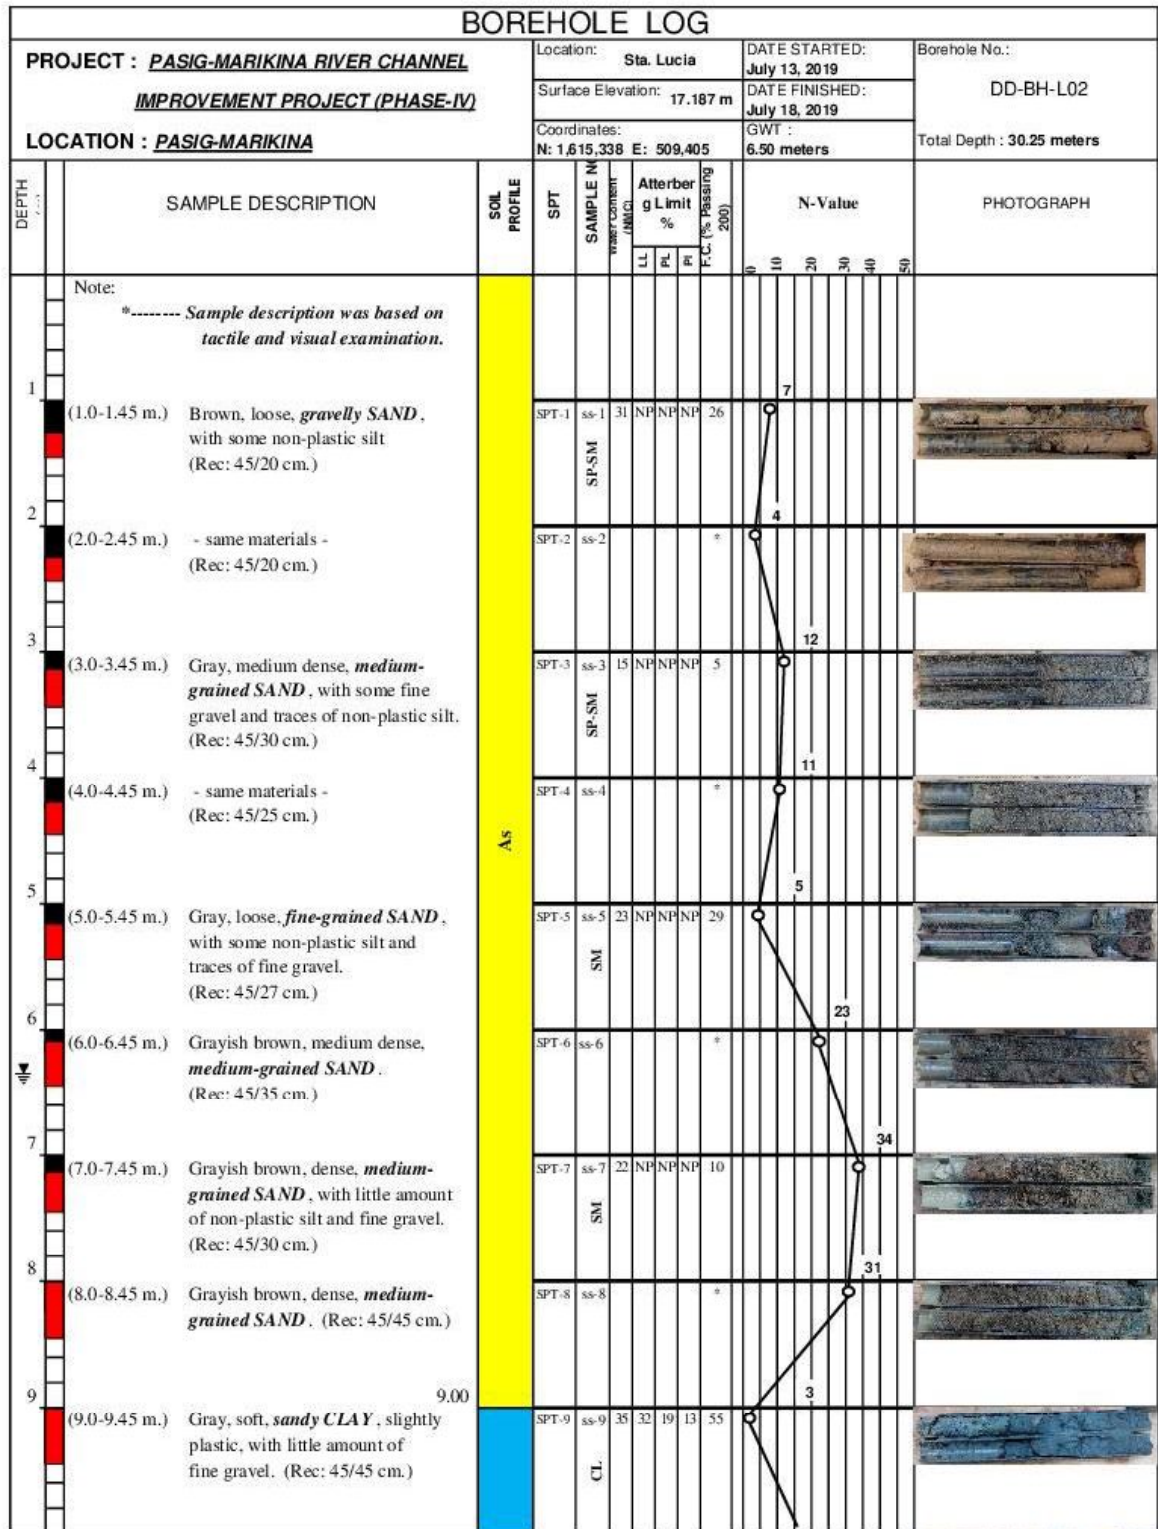 BOREHOLE LOG
PROJECT : PASIG-MARIKINA RIVER CHANNEL
IMPROVEMENT PROJECT (PHASE-IV)
LOCATION : PASIG-MARIKINA
Location:
Sta. Lucia
Surface Elevation: 17.187 m
Coordinates:
N: 1,615,338 E: 509,405
DATE STARTED:
July 13, 2019
DATE FINISHED:
July 18, 2019
GWT :
6.50 meters
Borehole No.:
DD-BH-L02
Total Depth : 30.25 meters
DEPTH
SAMPLE DESCRIPTION
SOIL
PROFILE
SPT
SAMPLE N
Water Content
(NMC)
Atterber
g Limit
%
LL PL PI
F.C. (% Passing
200)
N-Value
0 10 20 30 40 50
PHOTOGRAPH
Note:
*-------- Sample description was based on
tactile and visual examination.
As
1
7
(1.0-1.45 m.) Brown, loose, gravelly SAND, SPT-1 ss-1 31 NP NP NP 26
with some non-plastic silt
(Rec: 45/20 cm.)
SP-SM
2
4
(2.0-2.45 m.) - same materials - SPT-2 ss-2 *
(Rec: 45/20 cm.)
3
12
(3.0-3.45 m.) Gray, medium dense, medium- SPT-3 ss-3 15 NP NP NP 5
grained SAND, with some fine
gravel and traces of non-plastic silt.
(Rec: 45/30 cm.)
SP-SM
4
11
(4.0-4.45 m.) - same materials - SPT-4 ss-4 *
(Rec: 45/25 cm.)
5
5
(5.0-5.45 m.) Gray, loose, fine-grained SAND, SPT-5 ss-5 23 NP NP NP 29
with some non-plastic silt and
traces of fine gravel.
(Rec: 45/27 cm.)
SM
6
23
(6.0-6.45 m.) Grayish brown, medium dense, SPT-6 ss-6 *
medium-grained SAND.
(Rec: 45/35 cm.)
7
34
(7.0-7.45 m.) Grayish brown, dense, medium- SPT-7 ss-7 22 NP NP NP 10
grained SAND, with little amount
of non-plastic silt and fine gravel.
(Rec: 45/30 cm.)
SM
8
31
(8.0-8.45 m.) Grayish brown, dense, medium- SPT-8 ss-8 *
grained SAND. (Rec: 45/45 cm.)
9
9.00
3
(9.0-9.45 m.) Gray, soft, sandy CLAY, slightly SPT-9 ss-9 35 32 19 13 55
plastic, with little amount of
fine gravel. (Rec: 45/45 cm.)
CL